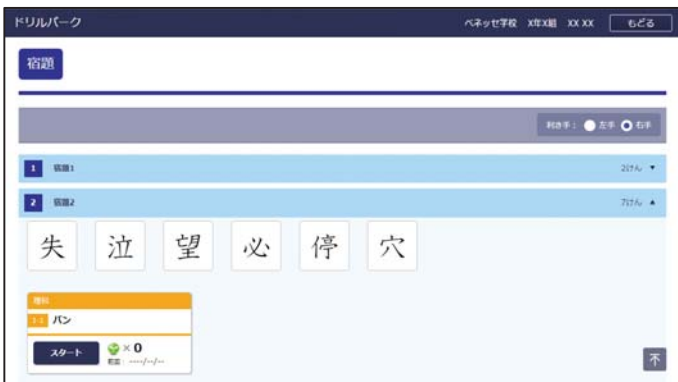 ドリルパーク ベネッセ学校 X年X組 XX XX もどる
宿題
利き手： 左手 右手
1 宿題1 2けん ▼
2 宿題2 7けん ▲
失 泣 望 必 停 穴
理科
1-1 パン
スタート × 0
----/--/--